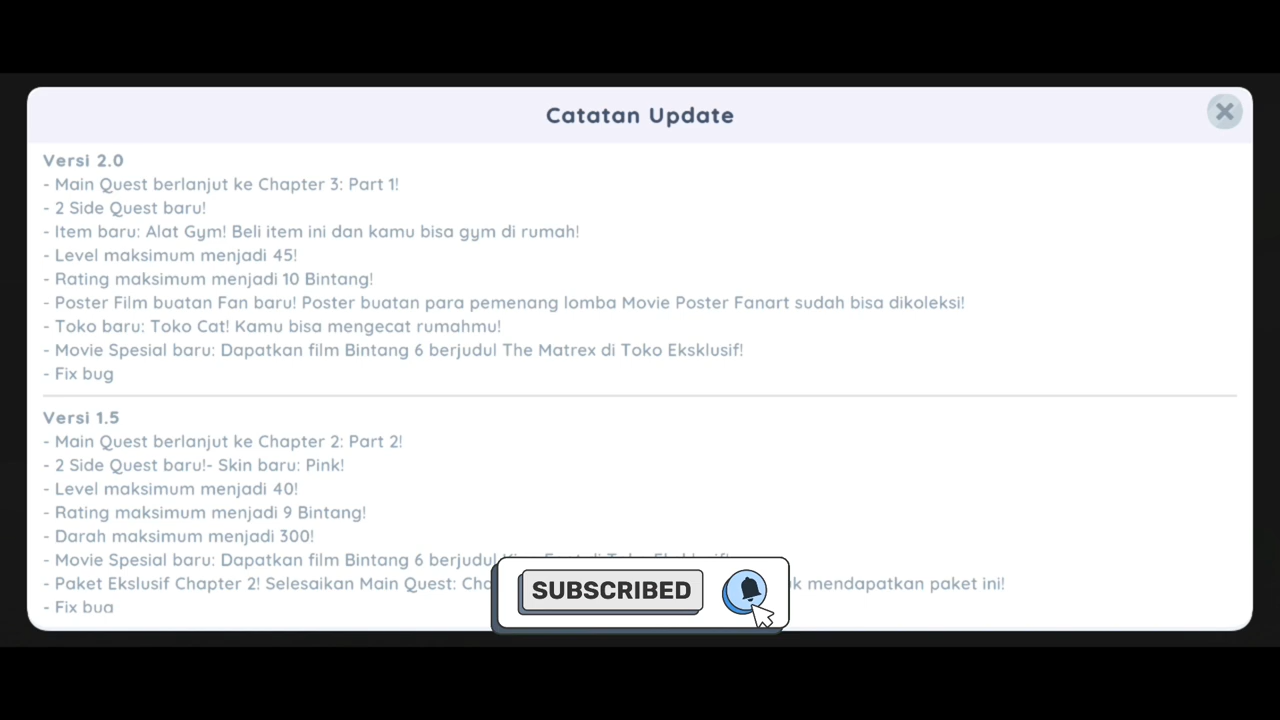 Catatan Update
Versi 2.0
- Main Quest berlanjut ke Chapter 3: Part 1!
- 2 Side Quest baru!
- Item baru: Alat Gym! Beli item ini dan kamu bisa gym di rumah!
- Level maksimum menjadi 45!
- Rating maksimum menjadi 10 Bintang!
- Poster Film buatan Fan baru! Poster buatan para pemenang lomba Movie Poster Fanart sudah bisa dikoleksi!
- Toko baru: Toko Cat! Kamu bisa mengecat rumahmu!
- Movie Spesial baru: Dapatkan film Bintang 6 berjudul The Matrex di Toko Eksklusif!
- Fix bug
Versi 1.5
- Main Quest berlanjut ke Chapter 2: Part 2!
- 2 Side Quest baru!- Skin baru: Pink!
- Level maksimum menjadi 40!
- Rating maksimum menjadi 9 Bintang!
- Darah maksimum menjadi 300!
- Movie Spesial baru: Dapatkan film Bintang 6 berjudul
- Paket Ekslusif Chapter 2! Selesaikan Main Quest: mendapatkan paket ini!
- Fix bug
SUBSCRIBED